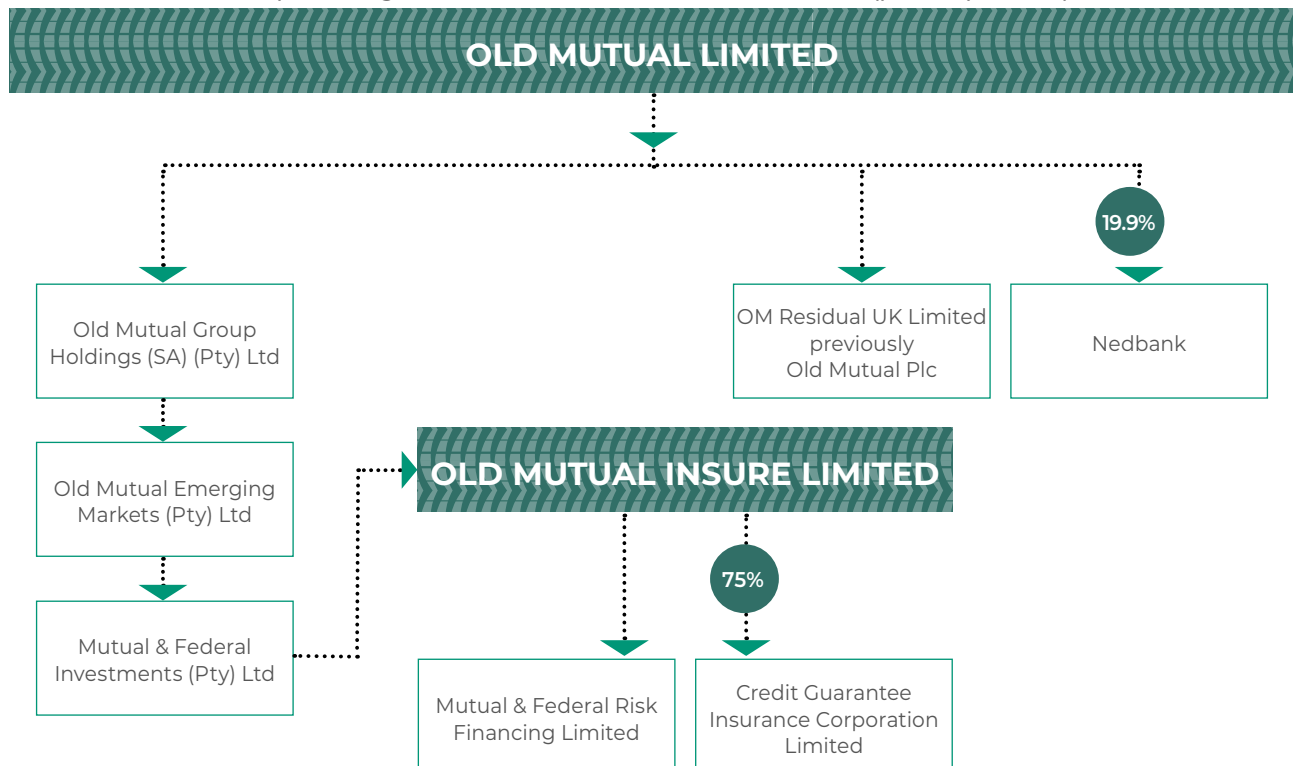 OLD MUTUAL LIMITED
19.9%
Old Mutual Group
Holdings (SA) (Pty) Ltd
OM Residual UK Limited
previously
Old Mutual Plc
Nedbank
Old Mutual Emerging
Markets (Pty) Ltd
OLD MUTUAL INSURE LIMITED
75%
Mutual & Federal
Investments (Pty) Ltd
Mutual & Federal Risk
Financing Limited
Credit Guarantee
Insurance Corporation
Limited